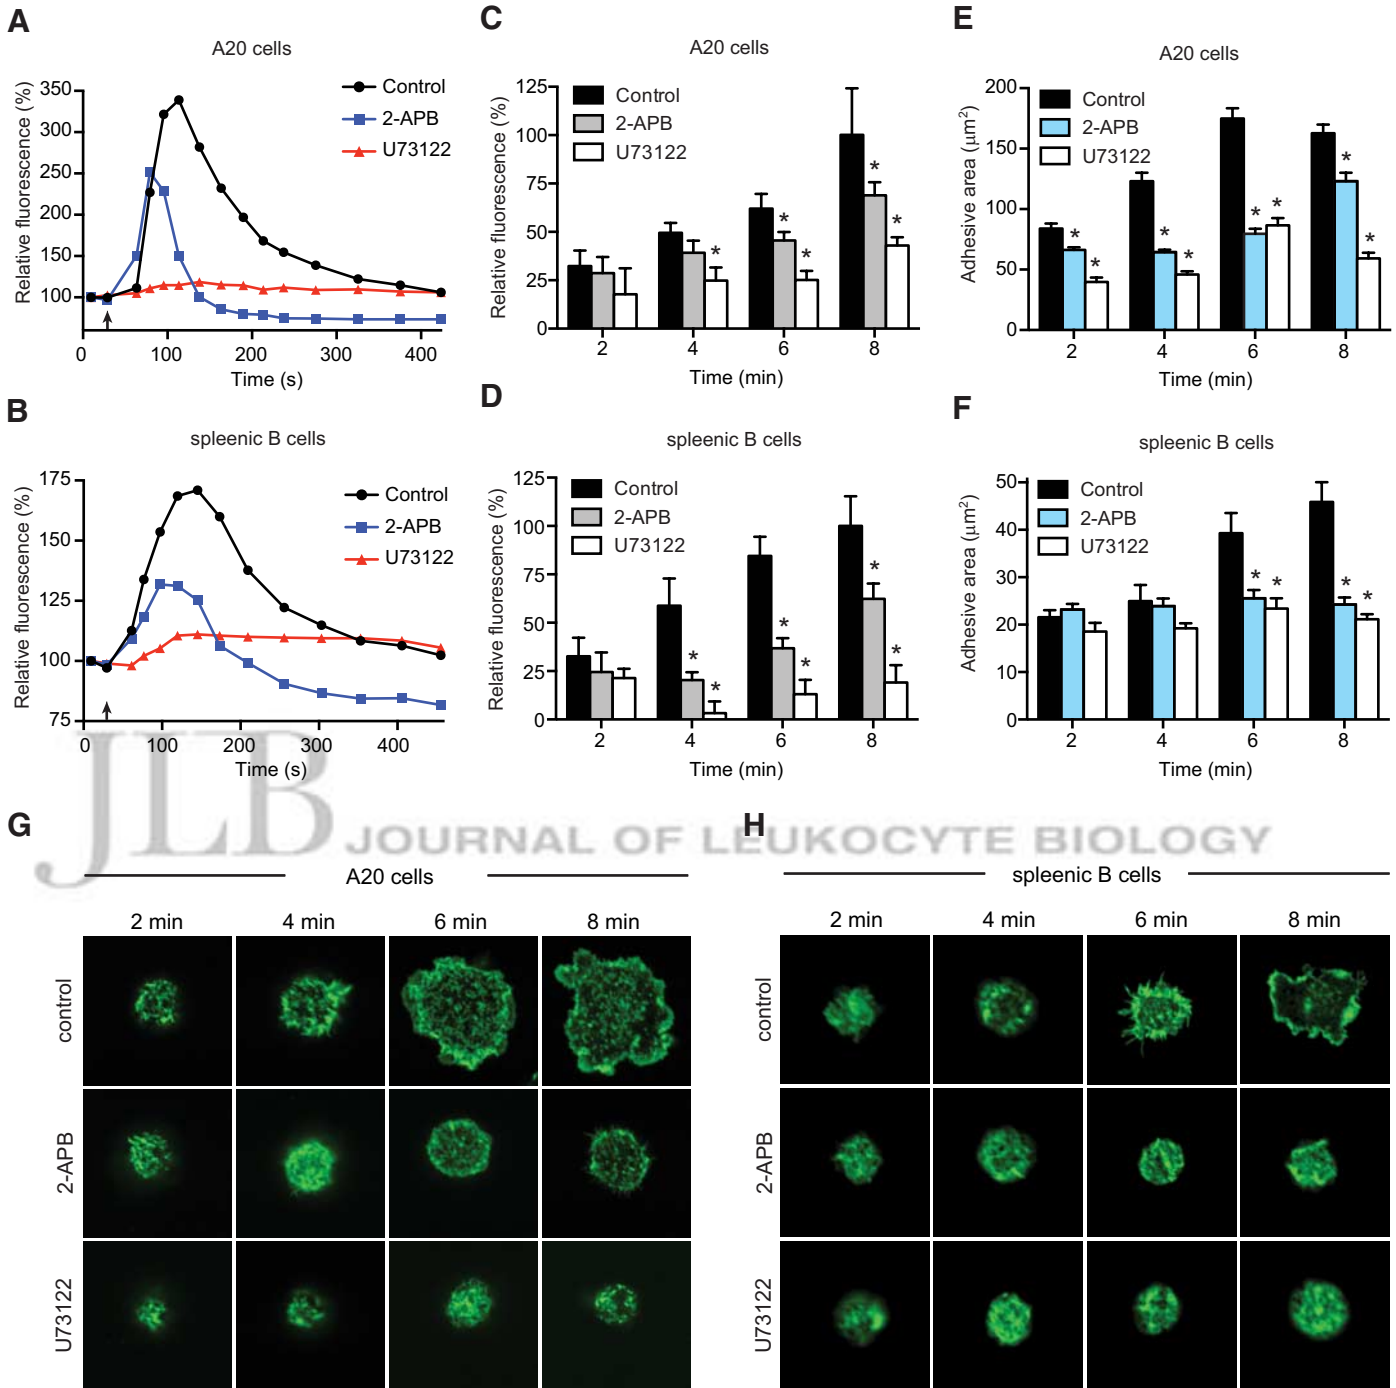 A
A20 cells
Relative fluorescence (%)
350
300
250
200
150
100
0 100 200 300 400
Time (s)
Control
2-APB
U73122
C
A20 cells
Relative fluorescence (%)
125
100
75
50
25
0
2 4 6 8
Time (min)
Control
2-APB
U73122
* * * * *
E
A20 cells
Adhesive area (μm²)
200
150
100
50
0
2 4 6 8
Time (min)
Control
2-APB
U73122
* * * * * * * *
B
spleenic B cells
Relative fluorescence (%)
175
150
125
100
75
0 100 200 300 400
Time (s)
Control
2-APB
U73122
D
spleenic B cells
Relative fluorescence (%)
125
100
75
50
25
0
2 4 6 8
Time (min)
Control
2-APB
U73122
* * * * * *
F
spleenic B cells
Adhesive area (μm²)
50
40
30
20
10
0
2 4 6 8
Time (min)
Control
2-APB
U73122
* * * *
JLB JOURNAL OF LEUKOCYTE BIOLOGY
G
A20 cells
2 min 4 min 6 min 8 min
control
2-APB
U73122
H
spleenic B cells
2 min 4 min 6 min 8 min
control
2-APB
U73122